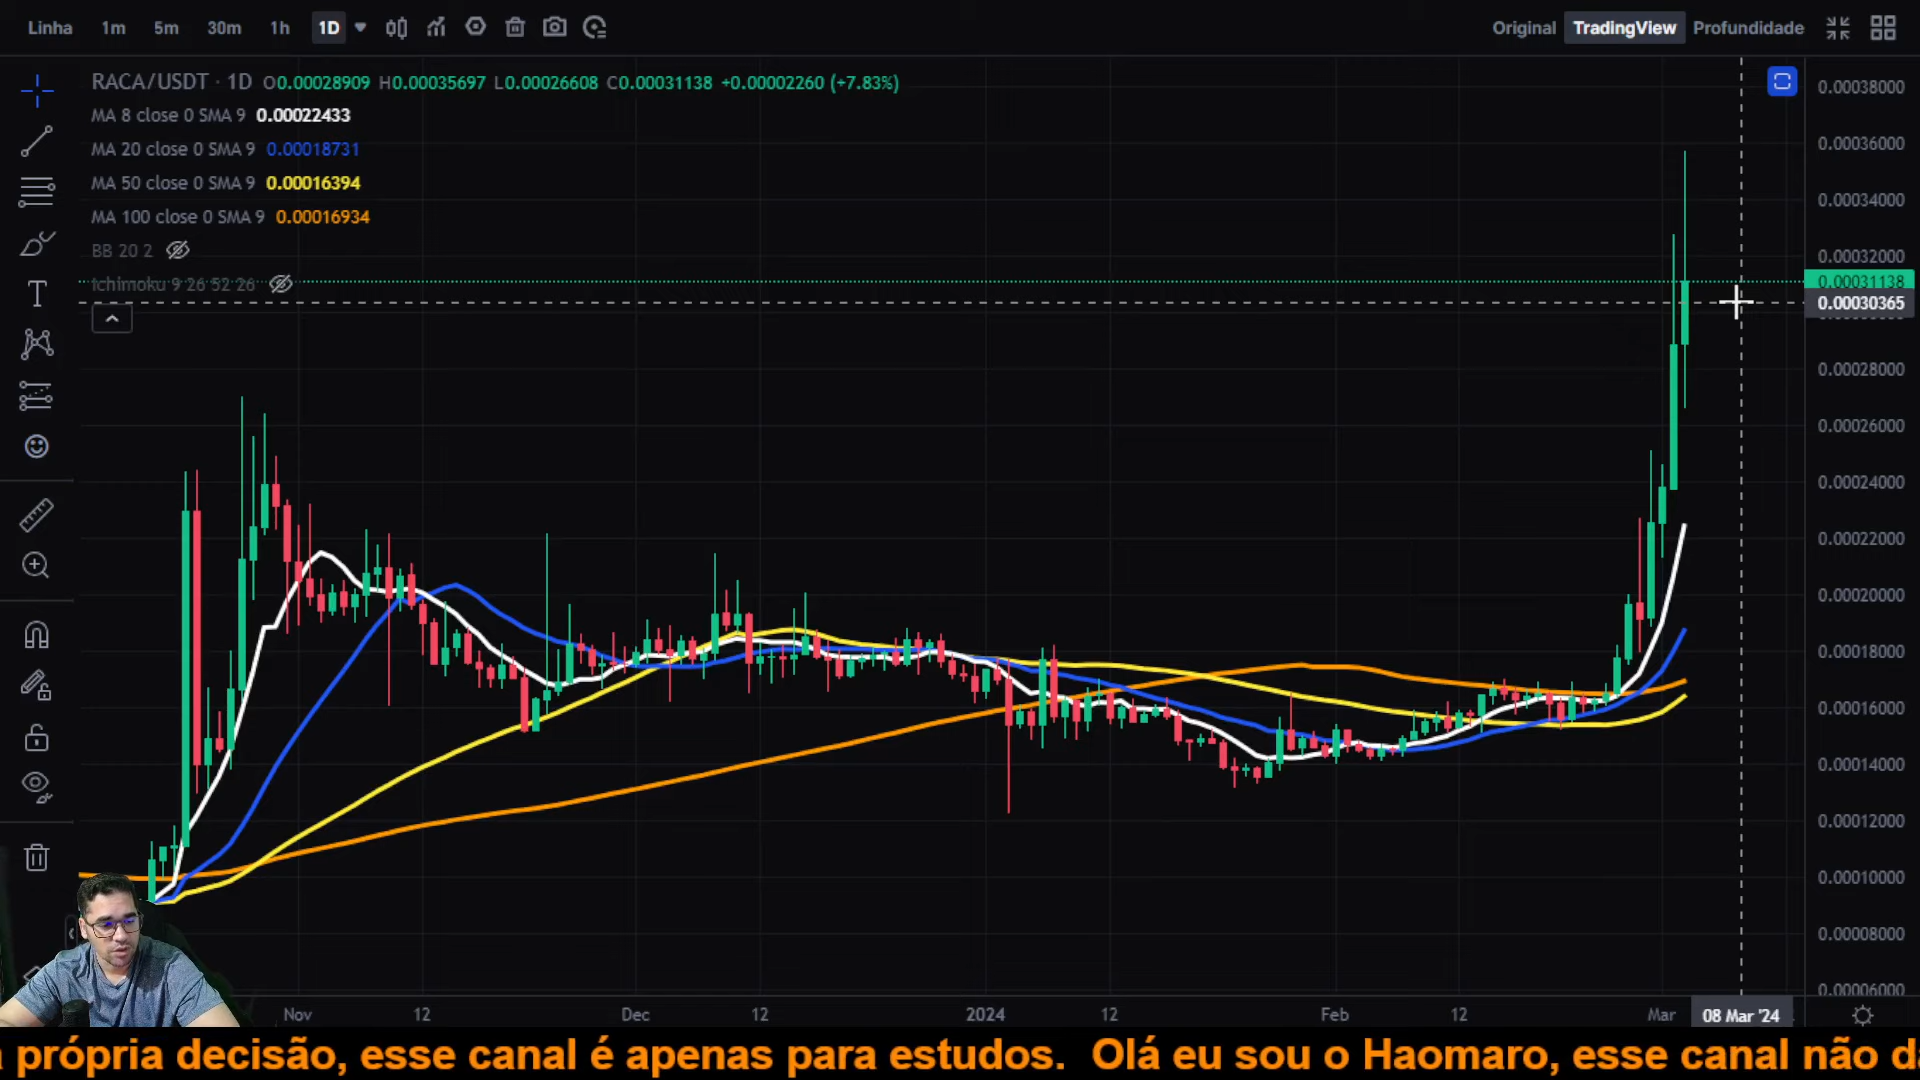 Linha 1m 5m 30m 1h 1D Original TradingView Profundidade
RACA/USDT · 1D O0.00028909 H0.00035697 L0.00026608 C0.00031138 +0.00002260 (+7.83%)
MA 8 close 0 SMA 9 0.00022433
MA 20 close 0 SMA 9 0.00018731
MA 50 close 0 SMA 9 0.00016394
MA 100 close 0 SMA 9 0.00016934
BB 20 2
Ichimoku 9 26 52 26
0.00038000
0.00036000
0.00034000
0.00032000
0.00031138
0.00030365
0.00028000
0.00026000
0.00024000
0.00022000
0.00020000
0.00018000
0.00016000
0.00014000
0.00012000
0.00010000
0.00008000
0.00006000
Nov 12 Dec 12 2024 12 Feb 12 Mar 08 Mar '24
a própria decisão, esse canal é apenas para estudos. Olá eu sou o Haomaro, esse canal não da